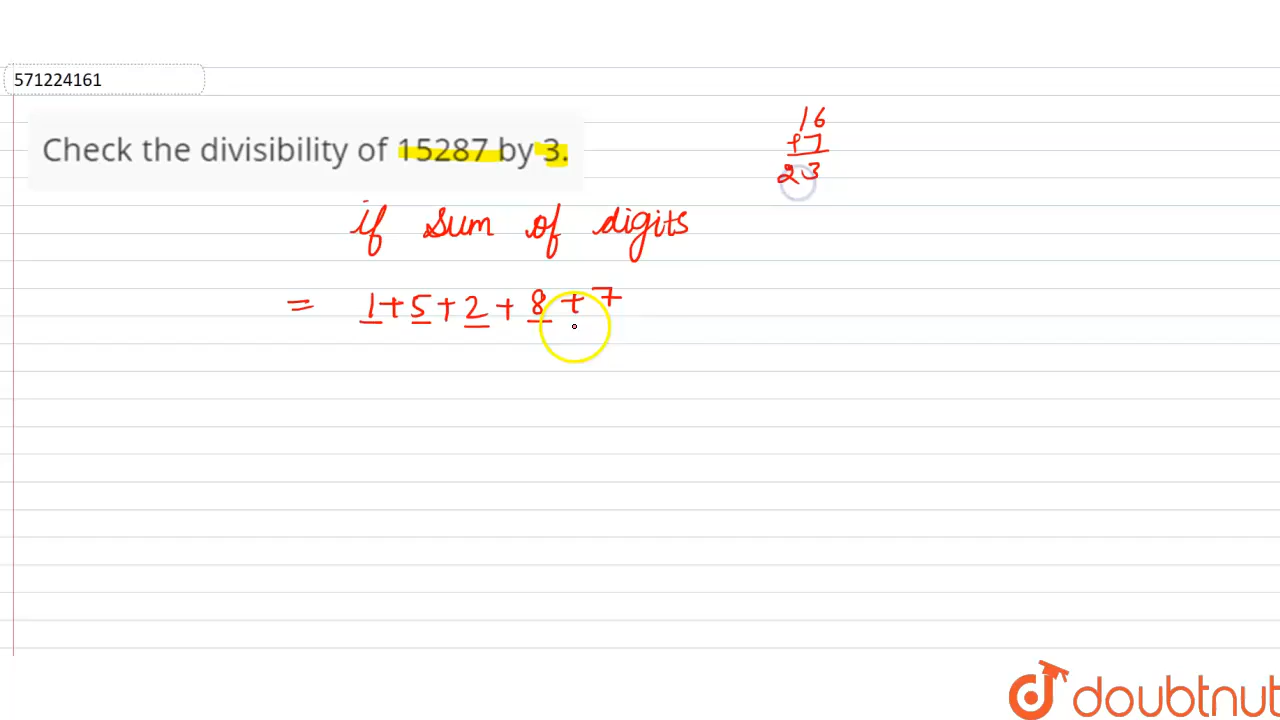 571224161
Check the divisibility of 15287 by 3.
16
+7
23
if sum of digits
= 1+5+2+8+7
doubtnut